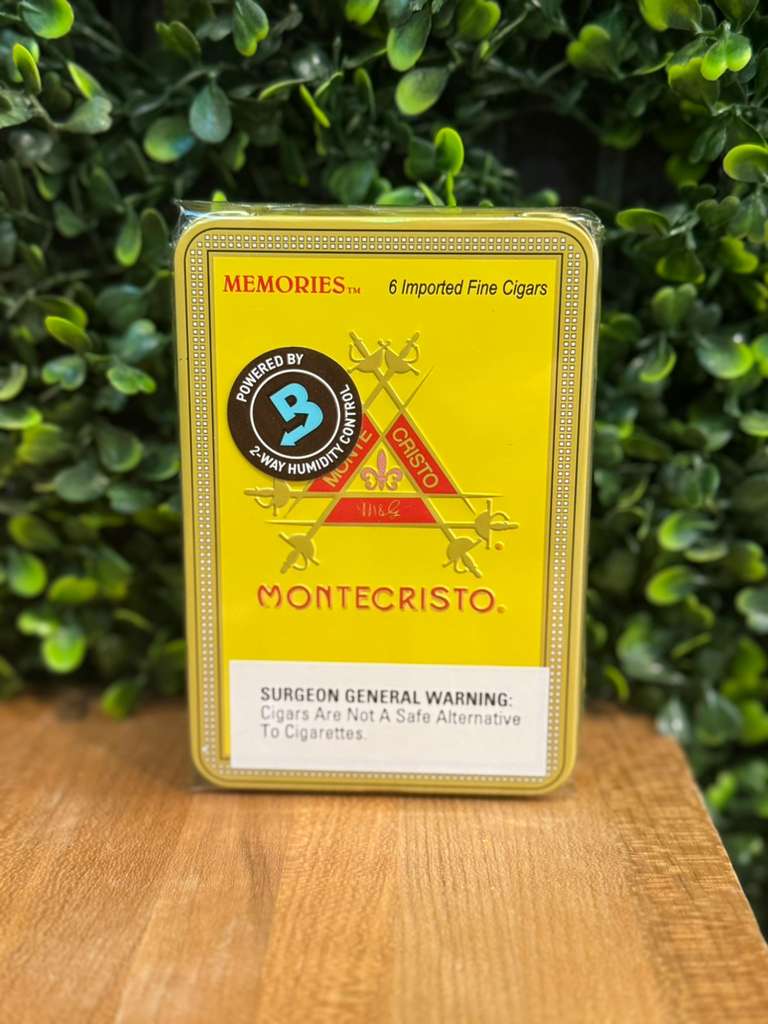 MEMORIES™ 6 Imported Fine Cigars
POWERED BY
B
2-WAY HUMIDITY CONTROL
MONTE CRISTO
M & G
MONTECRISTO®
SURGEON GENERAL WARNING:
Cigars Are Not A Safe Alternative
To Cigarettes.